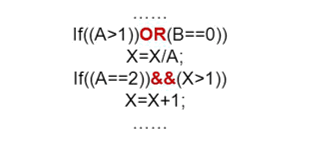 ……
If((A>1))OR(B==0))
X=X/A;
If((A==2))&&(X>1))
X=X+1;
……